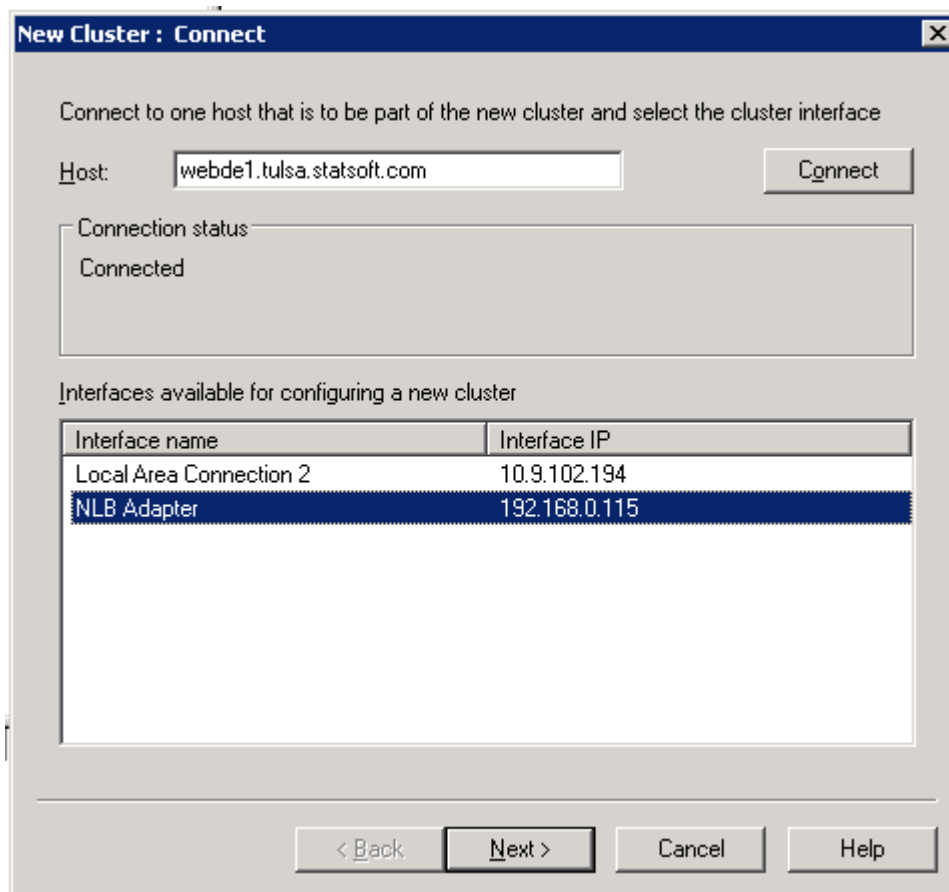 New Cluster : Connect
Connect to one host that is to be part of the new cluster and select the cluster interface
Host: webde1.tulsa.statsoft.com Connect
Connection status
Connected
Interfaces available for configuring a new cluster
Interface name Interface IP
Local Area Connection 2 10.9.102.194
NLB Adapter 192.168.0.115
< Back Next > Cancel Help